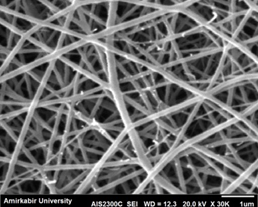 Amirkabir University
AIS2300C SEI WD = 12.3 20.0 kV X 30K 1um